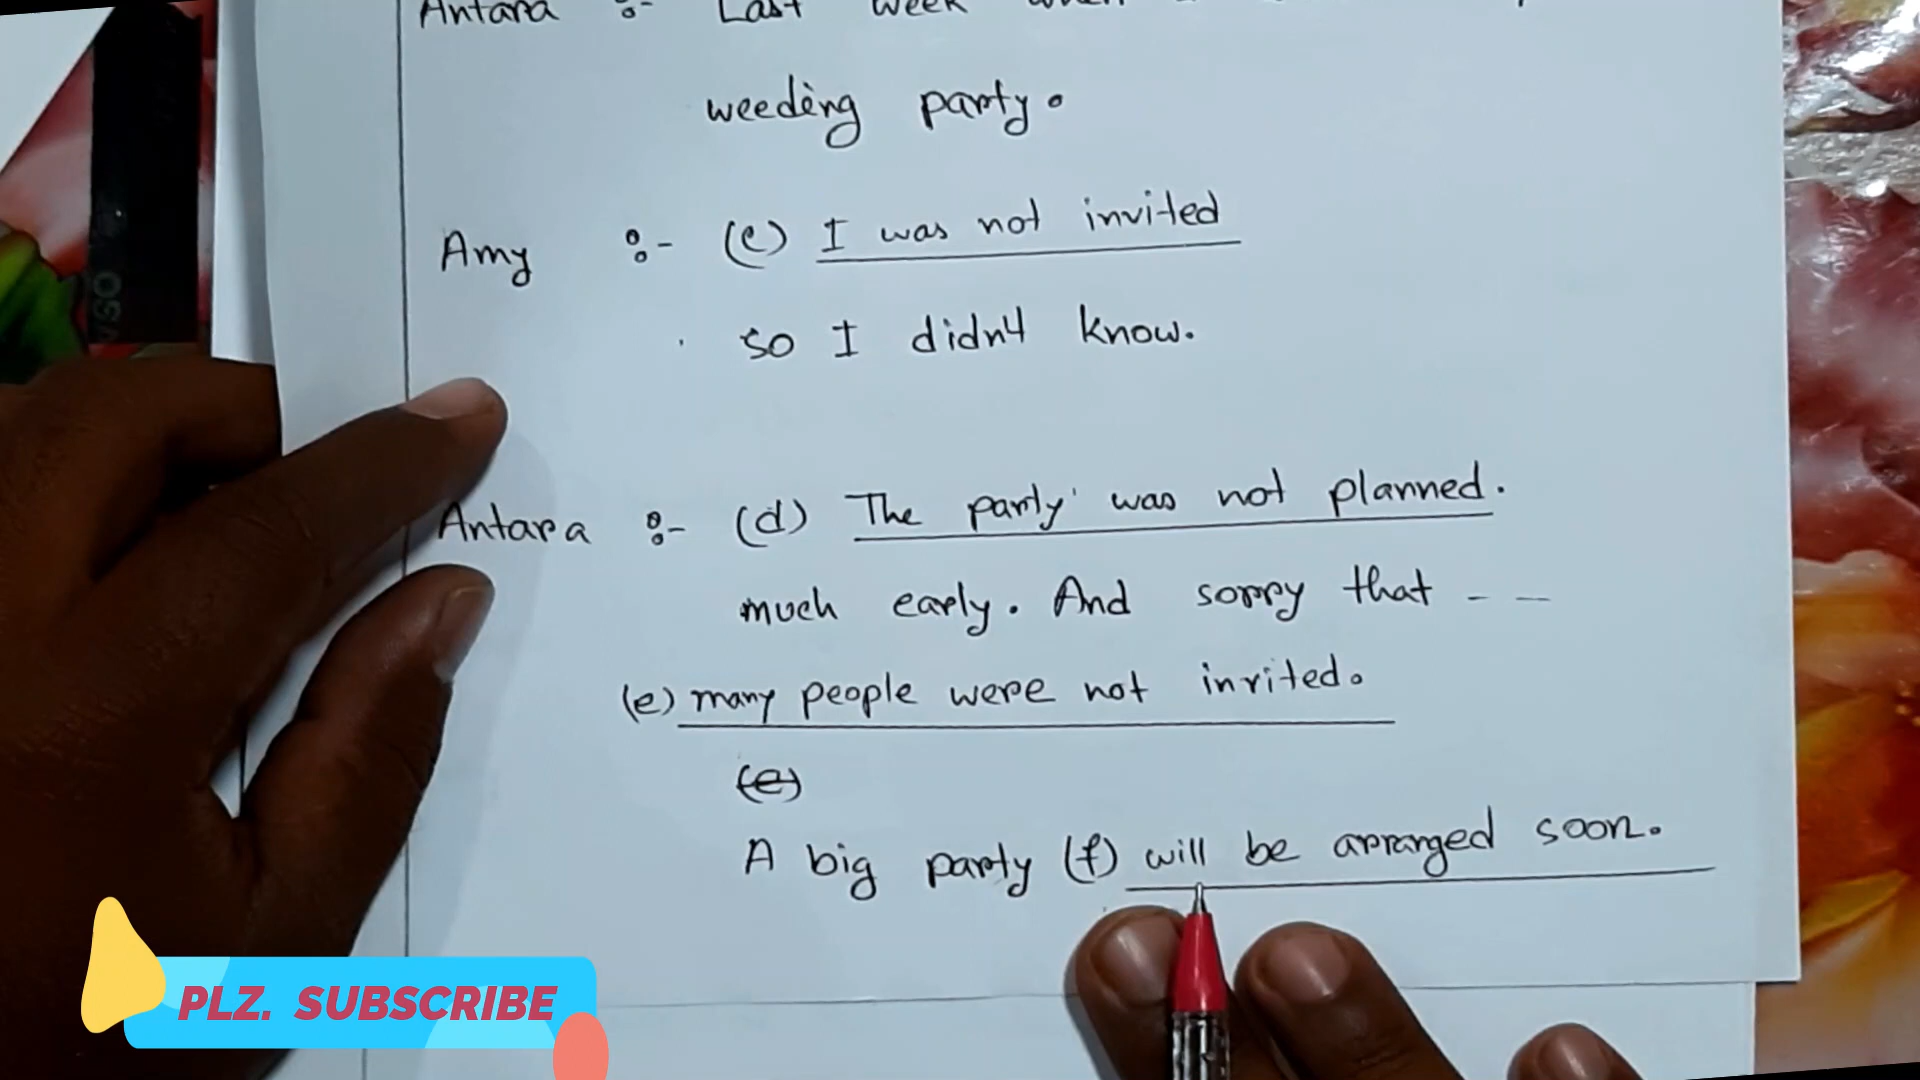 Antara :- Last week when
weeding party.
Amy :- (c) I was not invited
so I didn't know.
Antara :- (d) The party was not planned.
much early. And sorry that - -
(e) many people were not invited.
(e)
A big party (f) will be arranged soon.
PLZ. SUBSCRIBE